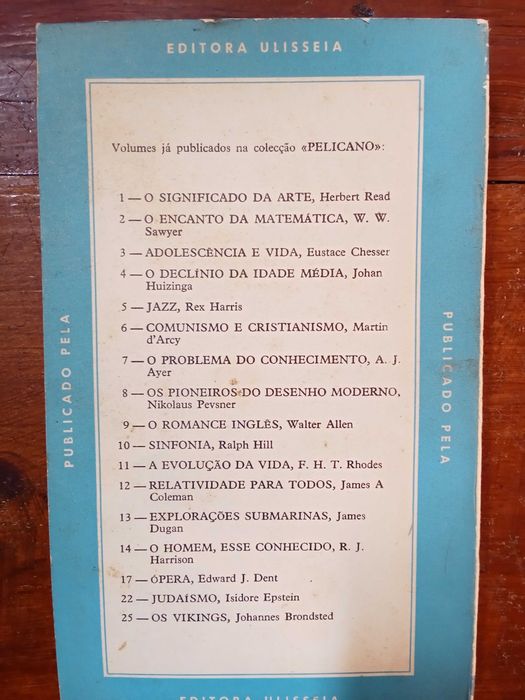 EDITORA ULISSEIA
Volumes já publicados na colecção «PELICANO»:
1 — O SIGNIFICADO DA ARTE, Herbert Read
2 — O ENCANTO DA MATEMÁTICA, W. W.
Sawyer
3 — ADOLESCÊNCIA E VIDA, Eustace Chesser
4 — O DECLÍNIO DA IDADE MÉDIA, Johan
Huizinga
5 — JAZZ, Rex Harris
6 — COMUNISMO E CRISTIANISMO, Martin
d'Arcy
7 — O PROBLEMA DO CONHECIMENTO, A. J.
Ayer
8 — OS PIONEIROS DO DESENHO MODERNO,
Nikolaus Pevsner
9 — O ROMANCE INGLÊS, Walter Allen
10 — SINFONIA, Ralph Hill
11 — A EVOLUÇÃO DA VIDA, F. H. T. Rhodes
12 — RELATIVIDADE PARA TODOS, James A
Coleman
13 — EXPLORAÇÕES SUBMARINAS, James
Dugan
14 — O HOMEM, ESSE CONHECIDO, R. J.
Harrison
17 — ÓPERA, Edward J. Dent
22 — JUDAÍSMO, Isidore Epstein
25 — OS VIKINGS, Johannes Brondsted
PUBLICADO PELA
PUBLICADO PELA
EDITORA ULISSEIA